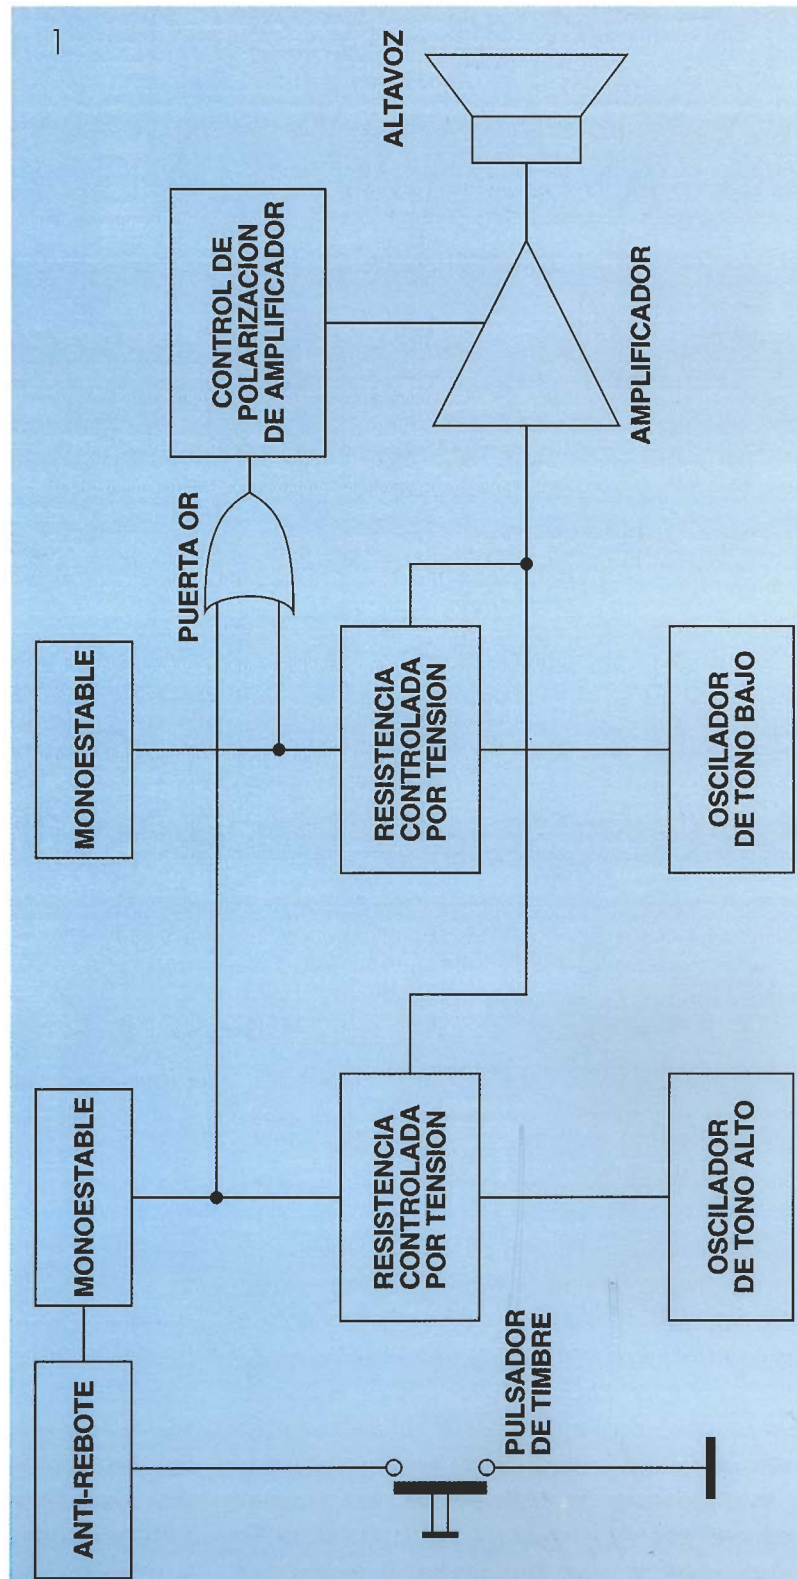 1
ANTI-REBOTE
MONOESTABLE
MONOESTABLE
PUERTA OR
CONTROL DE
POLARIZACION
DE AMPLIFICADOR
ALTAVOZ
PULSADOR
DE TIMBRE
RESISTENCIA
CONTROLADA
POR TENSION
RESISTENCIA
CONTROLADA
POR TENSION
AMPLIFICADOR
OSCILADOR
DE TONO ALTO
OSCILADOR
DE TONO BAJO